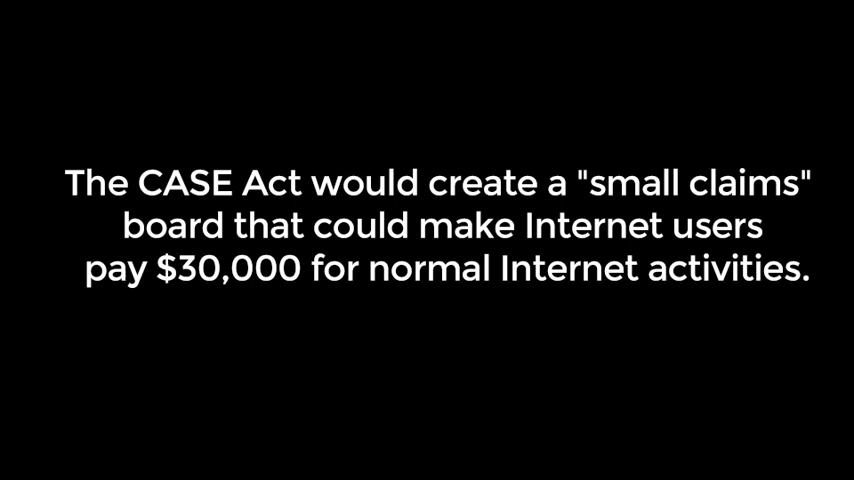 The CASE Act would create a "small claims"
board that could make Internet users
pay $30,000 for normal Internet activities.